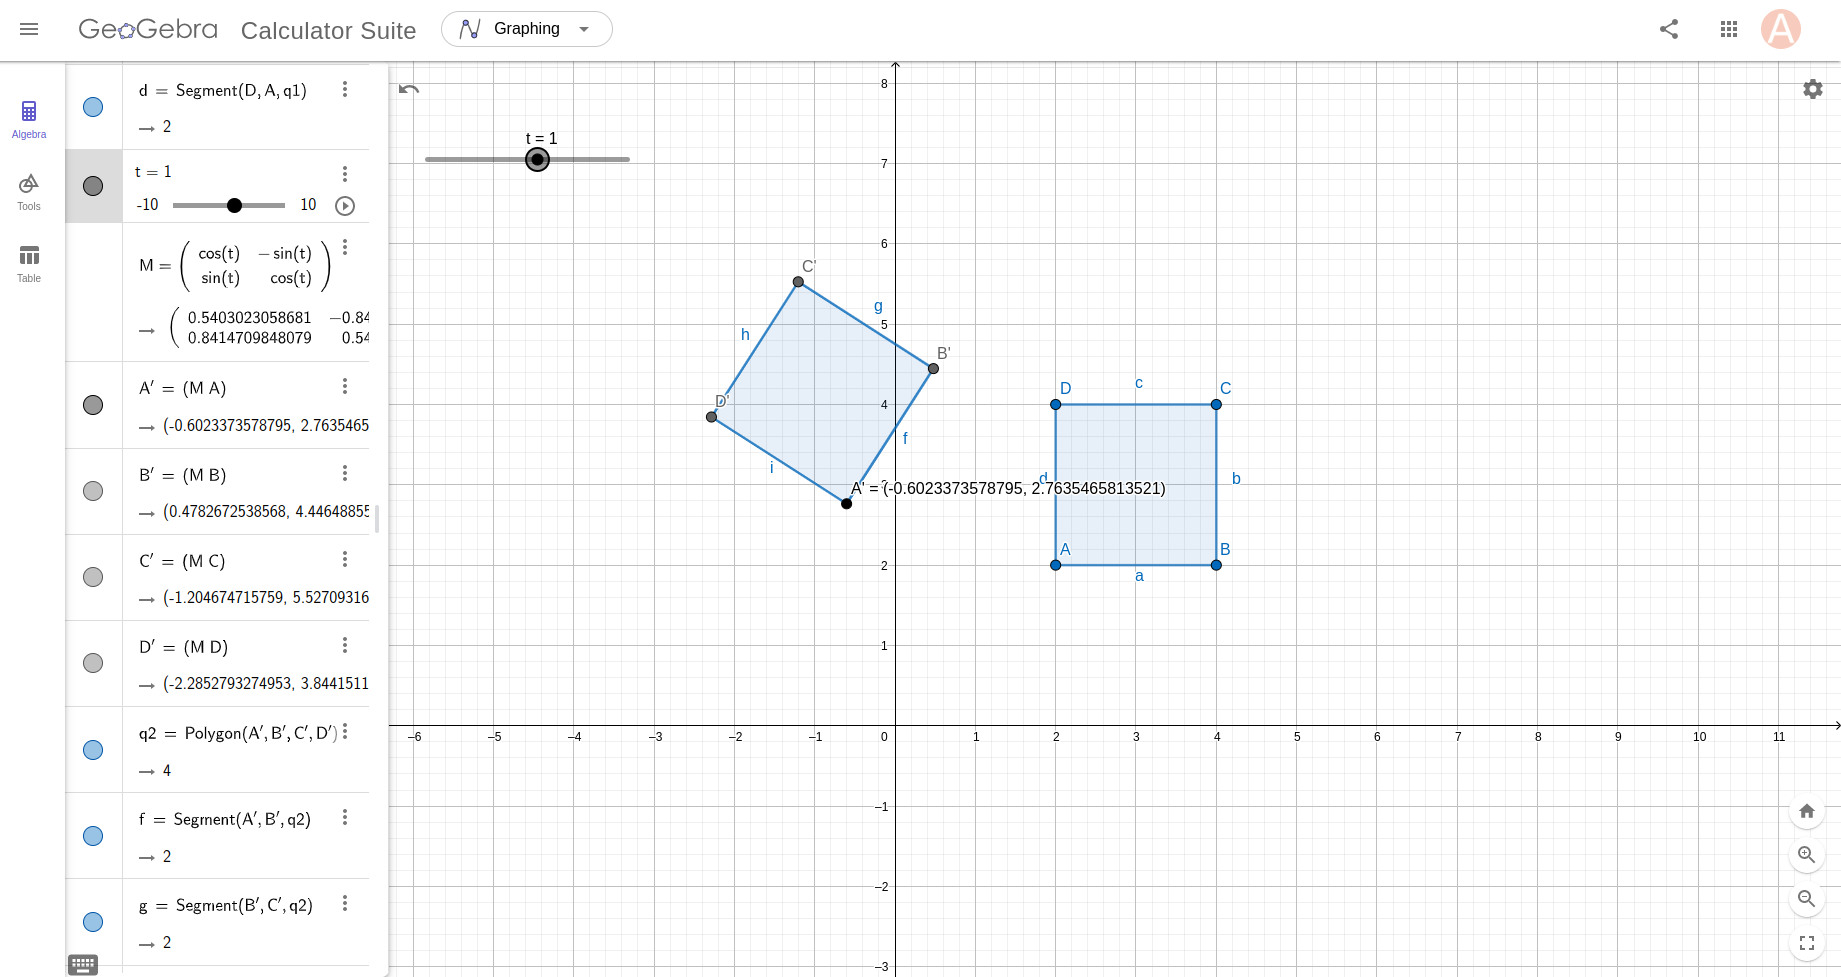 GeoGebra Calculator Suite Graphing A
Algebra
Tools
Table
d = Segment(D, A, q1)
→ 2
t = 1
-10 10
M = ( cos(t) − sin(t)
sin(t) cos(t) )
→ ( 0.5403023058681 −0.84
0.8414709848079 0.54
A′ = (M A)
→ (-0.6023373578795, 2.7635465
B′ = (M B)
→ (0.4782672538568, 4.44648855
C′ = (M C)
→ (-1.204674715759, 5.52709316
D′ = (M D)
→ (-2.2852793274953, 3.8441511
q2 = Polygon(A′, B′, C′, D′)
→ 4
f = Segment(A′, B′, q2)
→ 2
g = Segment(B′, C′, q2)
→ 2
t = 1
8
7
6
C'
g
5
h
B'
D
c
C
D'
4
f
i
3
d
b
A' = (-0.6023373578795, 2.7635465813521)
A
B
2
a
1
–6 –5 –4 –3 –2 –1 0 1 2 3 4 5 6 7 8 9 10 11
–1
–2
–3